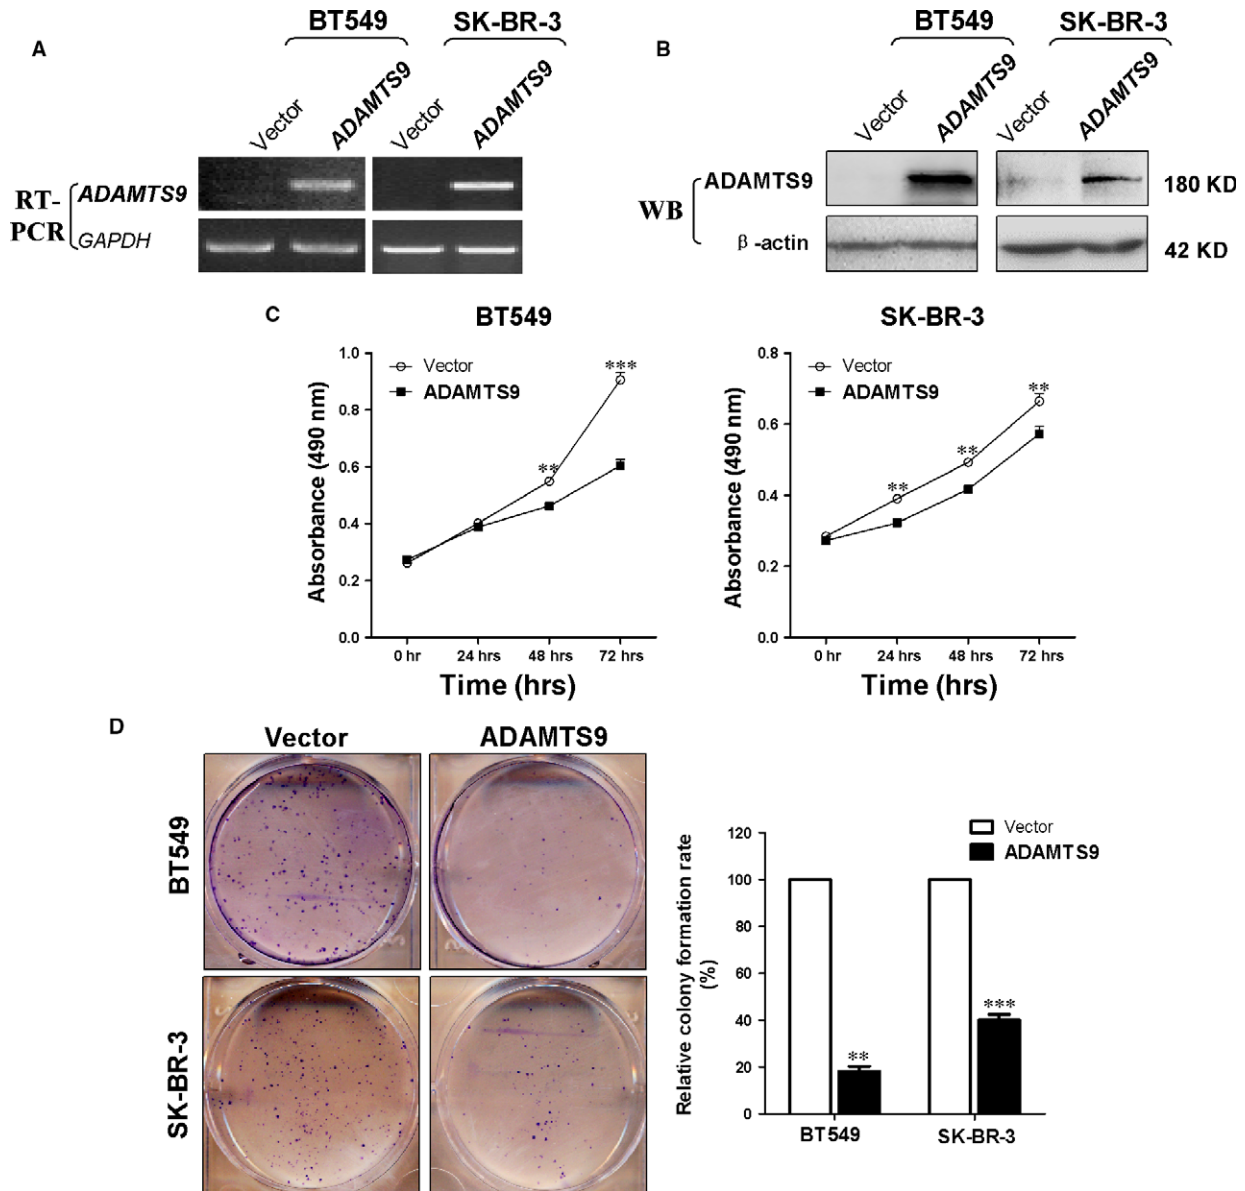 A
BT549
SK-BR-3
Vector
ADAMTS9
Vector
ADAMTS9
RT-
PCR
ADAMTS9
GAPDH
B
BT549
SK-BR-3
Vector
ADAMTS9
Vector
ADAMTS9
WB
ADAMTS9
180 KD
β-actin
42 KD
C
BT549
Vector
ADAMTS9
Absorbance (490 nm)
1.0
0.8
0.6
0.4
0.2
0.0
**
***
0 hr
24 hrs
48 hrs
72 hrs
Time (hrs)
SK-BR-3
Vector
ADAMTS9
Absorbance (490 nm)
0.8
0.6
0.4
0.2
0.0
**
**
**
0 hr
24 hrs
48 hrs
72 hrs
Time (hrs)
D
Vector
ADAMTS9
BT549
SK-BR-3
Vector
ADAMTS9
Relative colony formation rate
(%)
120
100
80
60
40
20
0
**
***
BT549
SK-BR-3